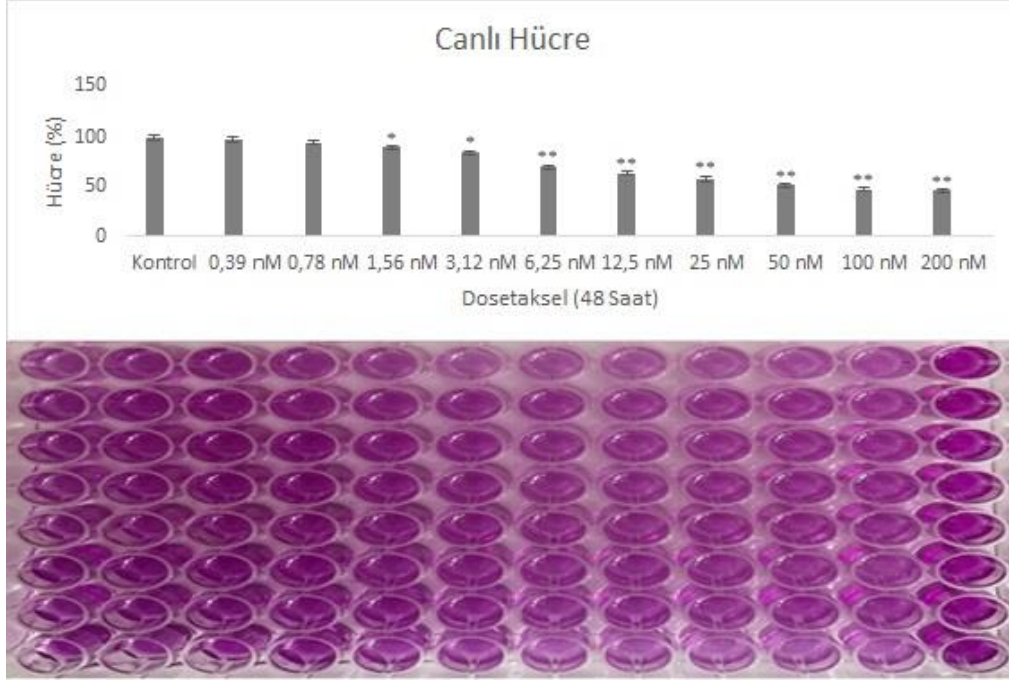 Canlı Hücre
150
100
50
0
Hücre (%)
* * ** ** ** ** ** **
Kontrol 0,39 nM 0,78 nM 1,56 nM 3,12 nM 6,25 nM 12,5 nM 25 nM 50 nM 100 nM 200 nM
Dosetaksel (48 Saat)